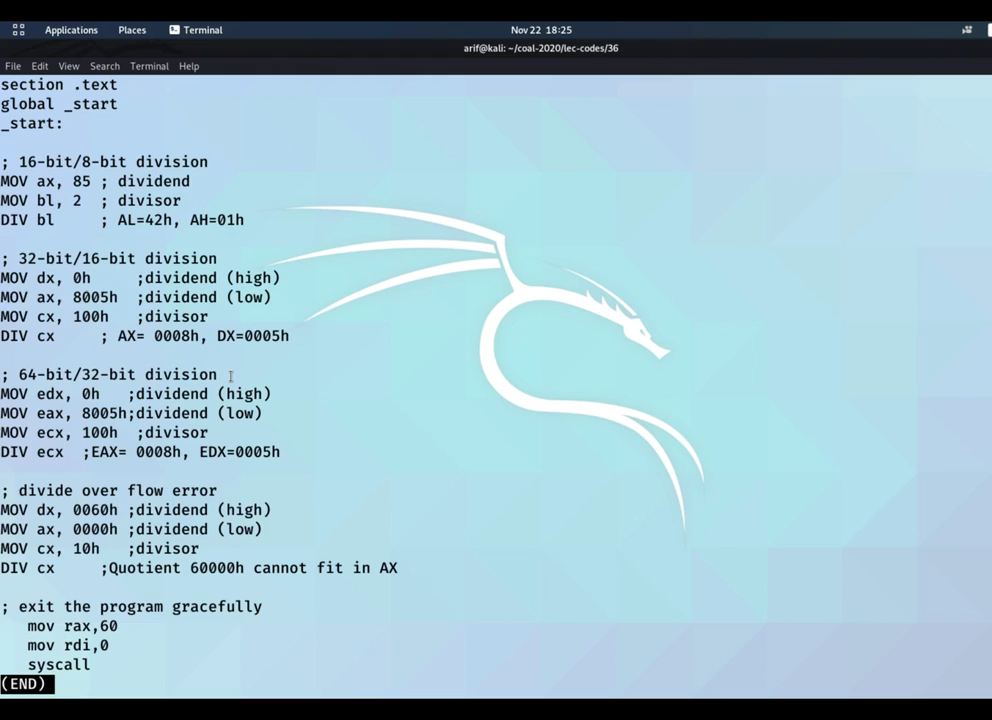 Applications Places Terminal Nov 22 18:25
arif@kali: ~/coal-2020/lec-codes/36
File Edit View Search Terminal Help
section .text
global _start
_start:
; 16-bit/8-bit division
MOV ax, 85 ; dividend
MOV bl, 2 ; divisor
DIV bl ; AL=42h, AH=01h
; 32-bit/16-bit division
MOV dx, 0h ;dividend (high)
MOV ax, 8005h ;dividend (low)
MOV cx, 100h ;divisor
DIV cx ; AX= 0008h, DX=0005h
; 64-bit/32-bit division
MOV edx, 0h ;dividend (high)
MOV eax, 8005h;dividend (low)
MOV ecx, 100h ;divisor
DIV ecx ;EAX= 0008h, EDX=0005h
; divide over flow error
MOV dx, 0060h ;dividend (high)
MOV ax, 0000h ;dividend (low)
MOV cx, 10h ;divisor
DIV cx ;Quotient 60000h cannot fit in AX
; exit the program gracefully
mov rax,60
mov rdi,0
syscall
(END)